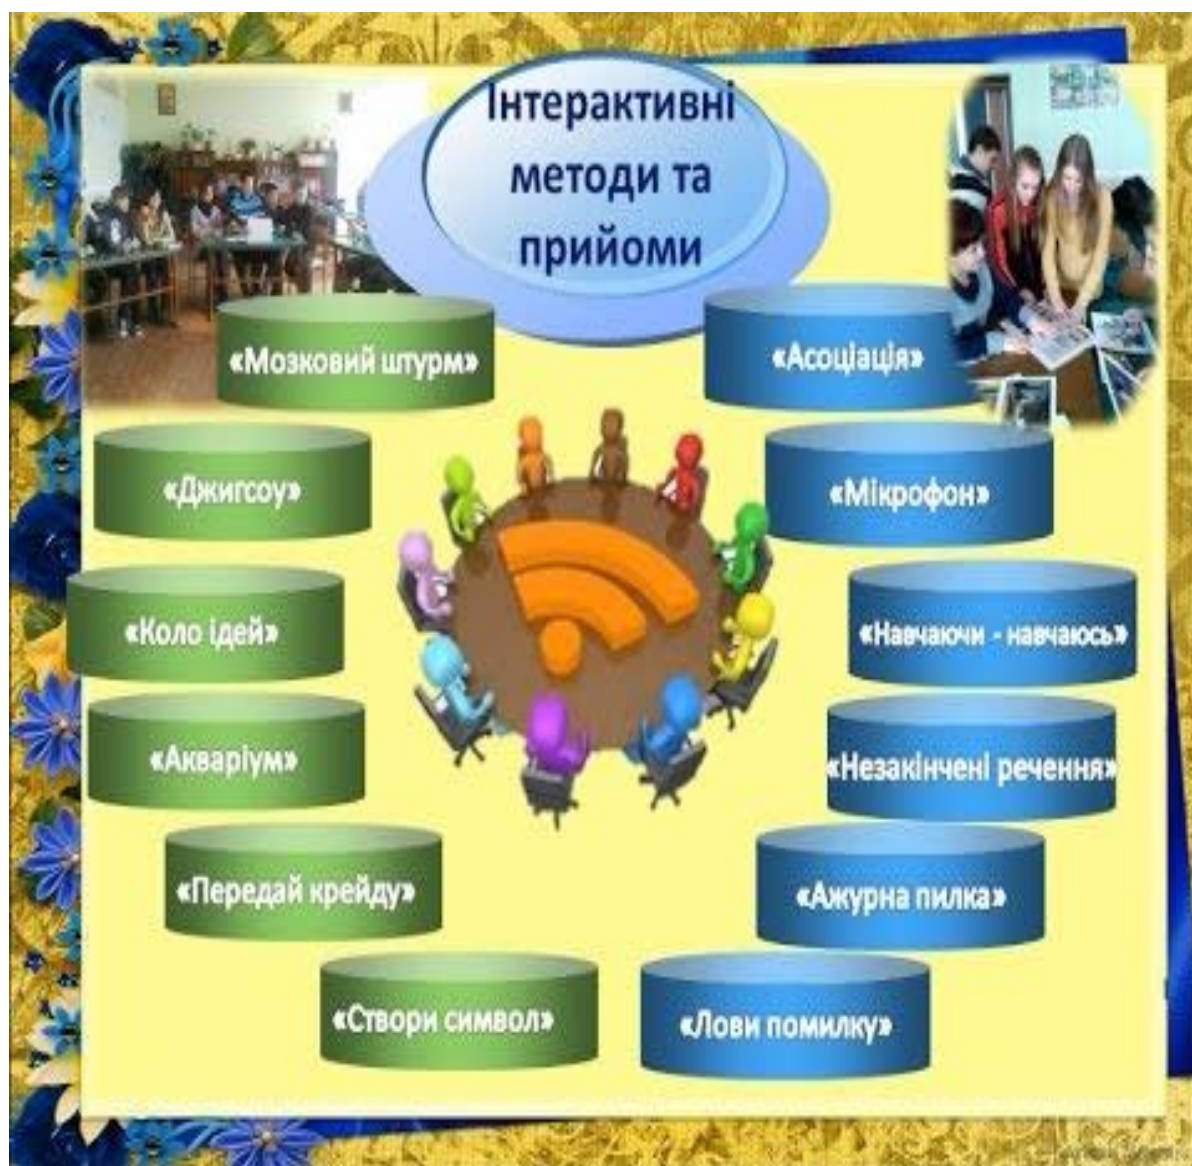 Інтерактивні
методи та
прийоми
«Мозковий штурм»
«Асоціація»
«Джигсоу»
«Мікрофон»
«Коло ідей»
«Навчаючи - навчаюсь»
«Акваріум»
«Незакінчені речення»
«Передай крейду»
«Ажурна пилка»
«Створи символ»
«Лови помилку»